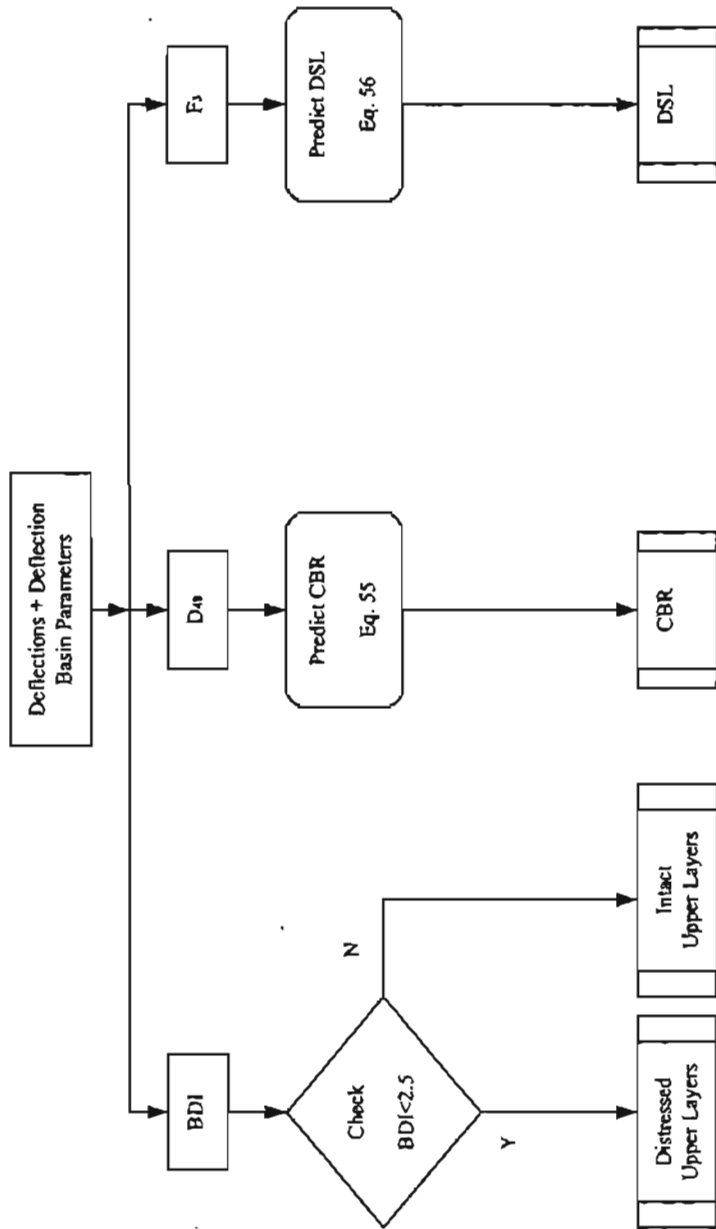 Deflections + Deflection
Basin Parameters
BDI
D48
F3
Check
BDI<2.5
Y
N
Predict CBR
Eq. 55
Predict DSL
Eq. 56
Distressed
Upper Layers
Intact
Upper Layers
CBR
DSL